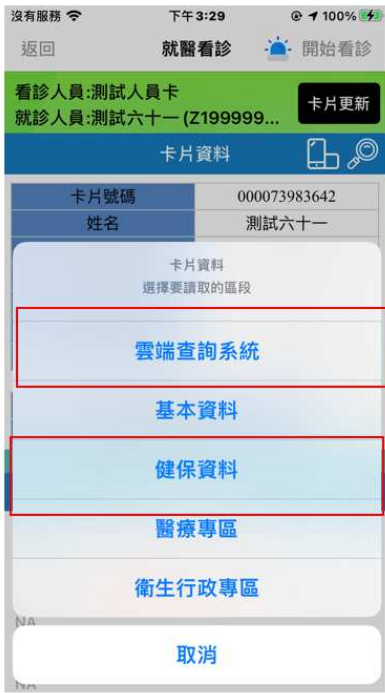 沒有服務 下午3:29 100%
返回 就醫看診 開始看診
看診人員:測試人員卡
就診人員:測試六十一(Z199999...
卡片更新
卡片資料
卡片號碼 000073983642
姓名 測試六十一
卡片資料
選擇要讀取的區段
雲端查詢系統
基本資料
健保資料
醫療專區
衛生行政專區
NA
取消
NA